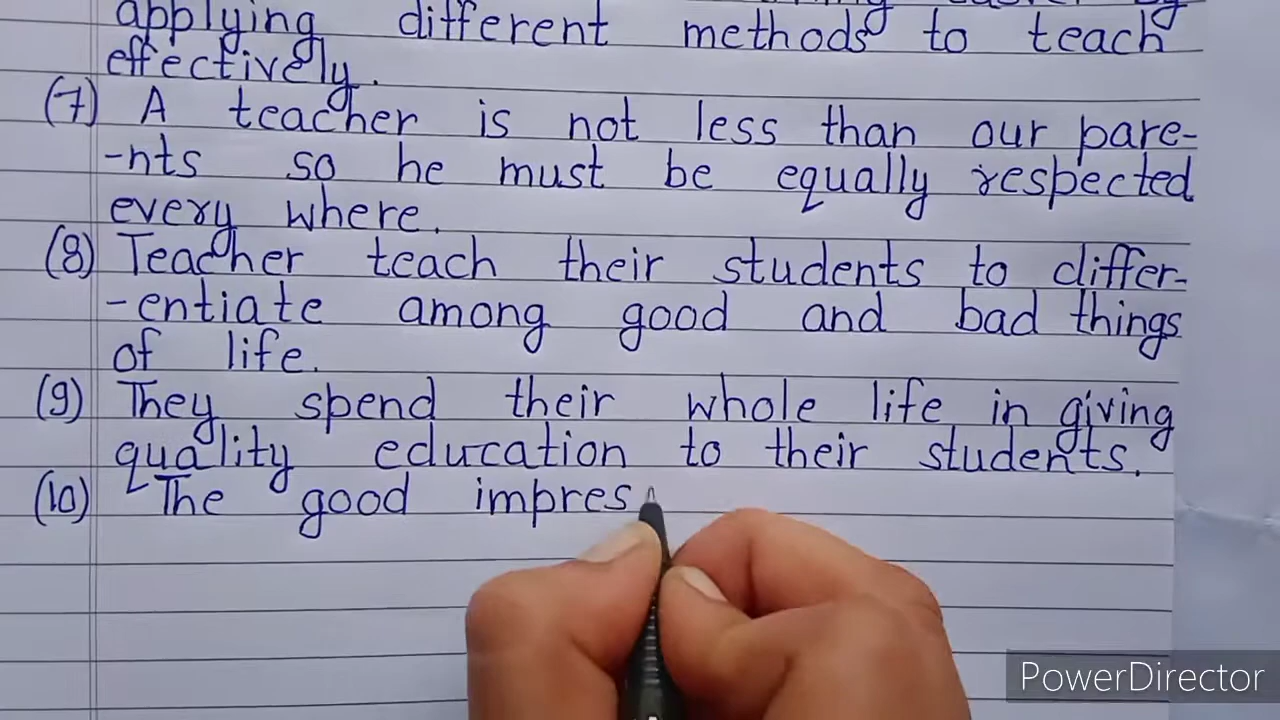 applying different methods to teach
effectively.
(7) A teacher is not less than our pare-
-nts so he must be equally respected
every where.
(8) Teacher teach their students to differ-
-entiate among good and bad things
of life.
(9) They spend their whole life in giving
quality education to their students.
(10) The good impres
PowerDirector